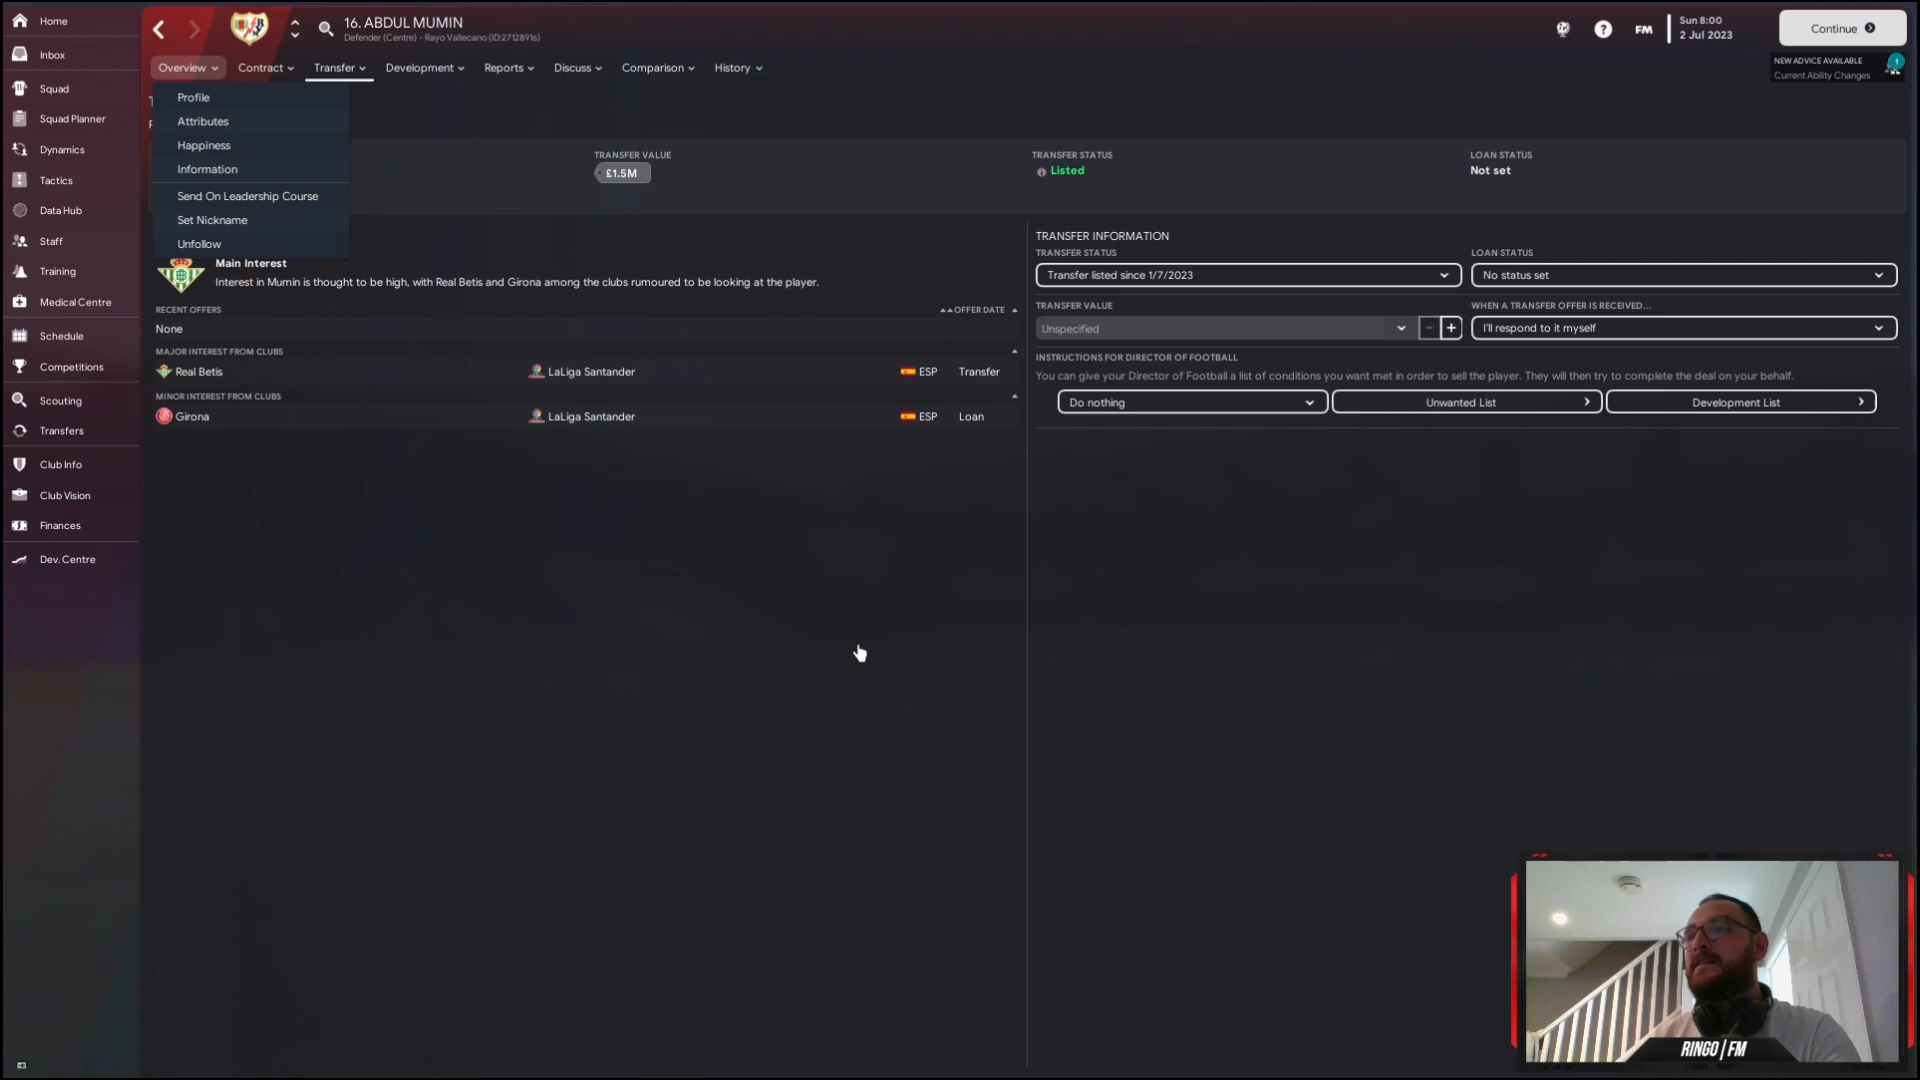 Home
Inbox
Squad
Squad Planner
Dynamics
Tactics
Data Hub
Staff
Training
Medical Centre
Schedule
Competitions
Scouting
Transfers
Club Info
Club Vision
Finances
Dev. Centre
16. ABDUL MUMIN
Defender (Centre) - Rayo Vallecano (ID:27128916)
FM
Sun 8:00
2 Jul 2023
Continue
NEW ADVICE AVAILABLE
Current Ability Changes
1
Overview
Contract
Transfer
Development
Reports
Discuss
Comparison
History
Profile
Attributes
Happiness
Information
Send On Leadership Course
Set Nickname
Unfollow
TRANSFER VALUE
£1.5M
TRANSFER STATUS
Listed
LOAN STATUS
Not set
Main Interest
Interest in Mumin is thought to be high, with Real Betis and Girona among the clubs rumoured to be looking at the player.
RECENT OFFERS
OFFER DATE
None
MAJOR INTEREST FROM CLUBS
Real Betis
LaLiga Santander
ESP
Transfer
MINOR INTEREST FROM CLUBS
Girona
LaLiga Santander
ESP
Loan
TRANSFER INFORMATION
TRANSFER STATUS
LOAN STATUS
Transfer listed since 1/7/2023
No status set
TRANSFER VALUE
WHEN A TRANSFER OFFER IS RECEIVED...
Unspecified
I'll respond to it myself
INSTRUCTIONS FOR DIRECTOR OF FOOTBALL
You can give your Director of Football a list of conditions you want met in order to sell the player. They will then try to complete the deal on your behalf.
Do nothing
Unwanted List
Development List
RINGO|FM